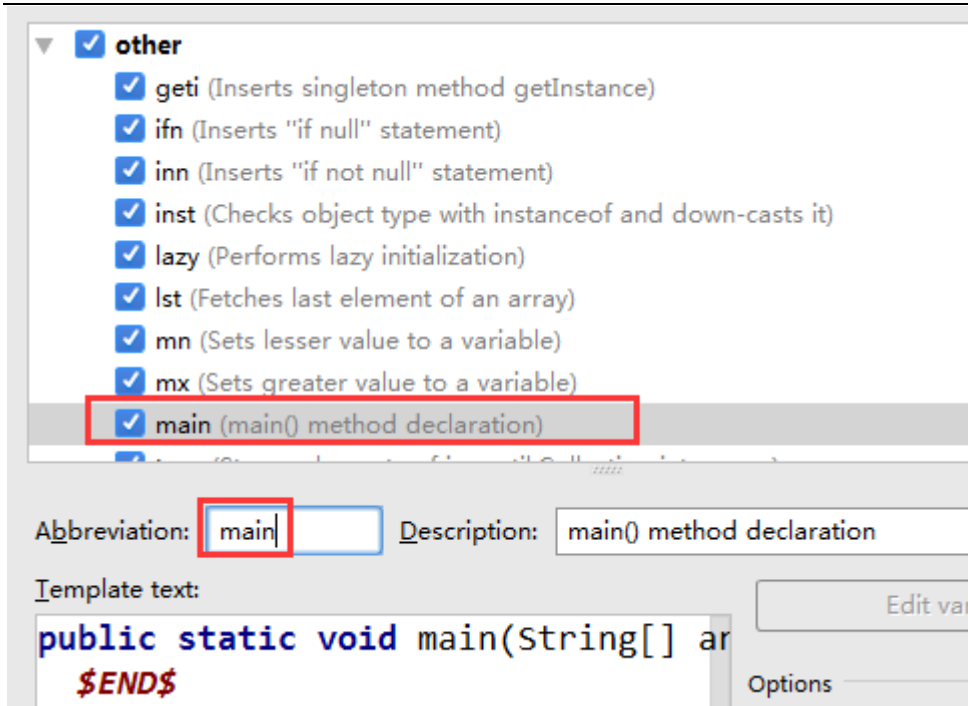 other
geti (Inserts singleton method getInstance)
ifn (Inserts "if null" statement)
inn (Inserts "if not null" statement)
inst (Checks object type with instanceof and down-casts it)
lazy (Performs lazy initialization)
lst (Fetches last element of an array)
mn (Sets lesser value to a variable)
mx (Sets greater value to a variable)
main (main() method declaration)
Abbreviation: main Description: main() method declaration
Template text:
Edit var
public static void main(String[] ar
$END$
Options